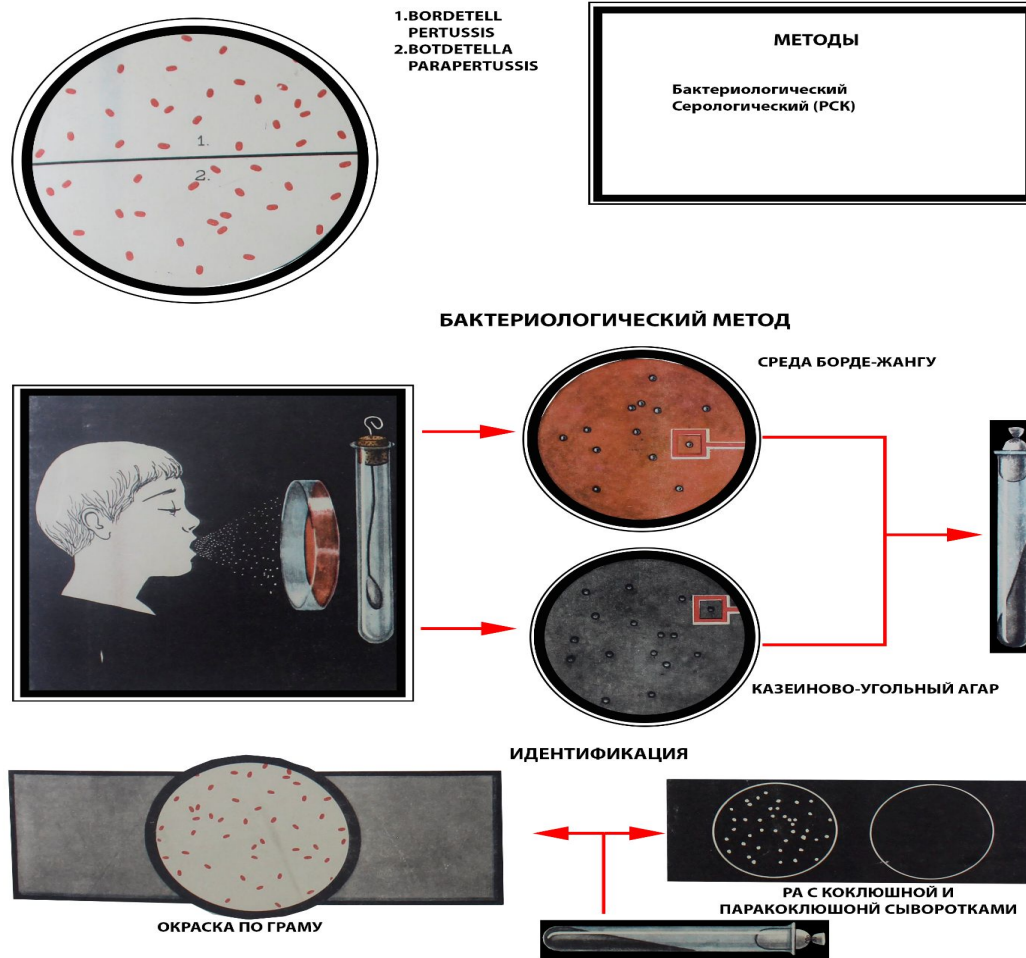 1.BORDETELL
PERTUSSIS
2.BOTDETELLA
PARAPERTUSSIS
МЕТОДЫ
Бактериологический
Серологический (РСК)
1.
2.
БАКТЕРИОЛОГИЧЕСКИЙ МЕТОД
СРЕДА БОРДЕ-ЖАНГУ
КАЗЕИНОВО-УГОЛЬНЫЙ АГАР
ИДЕНТИФИКАЦИЯ
ОКРАСКА ПО ГРАМУ
РА С КОКЛЮШНОЙ И
ПАРАКОКЛЮШОНЙ СЫВОРОТКАМИ